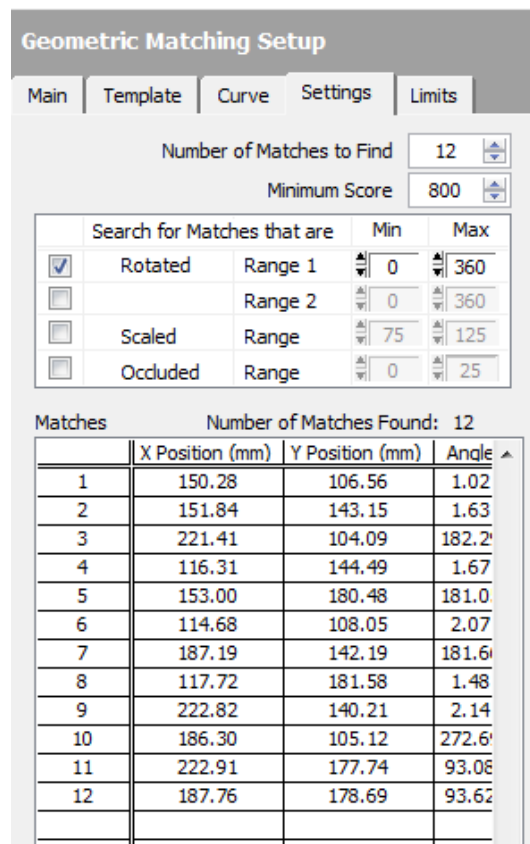 Geometric Matching Setup
Main Template Curve Settings Limits
Number of Matches to Find 12
Minimum Score 800
Search for Matches that are Min Max
Rotated Range 1 0 360
Range 2 0 360
Scaled Range 75 125
Occluded Range 0 25
Matches Number of Matches Found: 12
X Position (mm) Y Position (mm) Angle
1 150.28 106.56 1.02
2 151.84 143.15 1.63
3 221.41 104.09
4 116.31 144.49 1.67
5 153.00 180.48
6 114.68 108.05 2.07
7 187.19 142.19
8 117.72 181.58 1.48
9 222.82 140.21 2.14
10 186.30 105.12
11 222.91 177.74 93.08
12 187.76 178.69 93.62